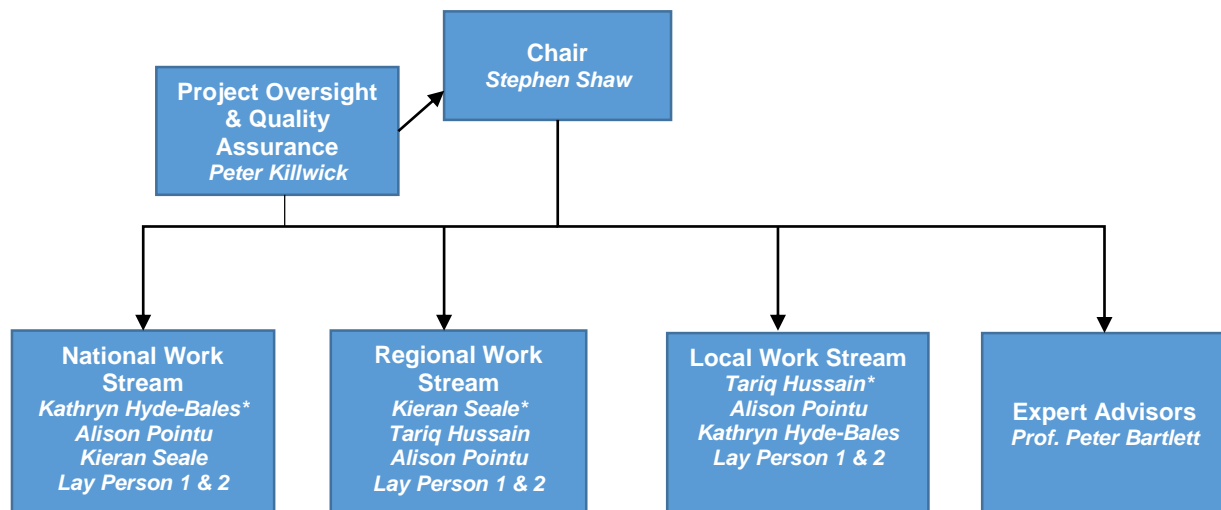 Chair
Stephen Shaw
Project Oversight
& Quality
Assurance
Peter Killwick
National Work
Stream
Kathryn Hyde-Bales*
Alison Pointu
Kieran Seale
Lay Person 1 & 2
Regional Work
Stream
Kieran Seale*
Tariq Hussain
Alison Pointu
Lay Person 1 & 2
Local Work Stream
Tariq Hussain*
Alison Pointu
Kathryn Hyde-Bales
Lay Person 1 & 2
Expert Advisors
Prof. Peter Bartlett